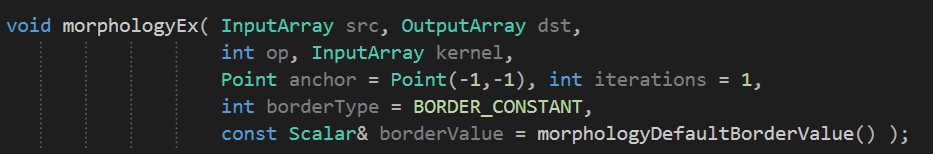 void morphologyEx( InputArray src, OutputArray dst,
int op, InputArray kernel,
Point anchor = Point(-1,-1), int iterations = 1,
int borderType = BORDER_CONSTANT,
const Scalar& borderValue = morphologyDefaultBorderValue() );